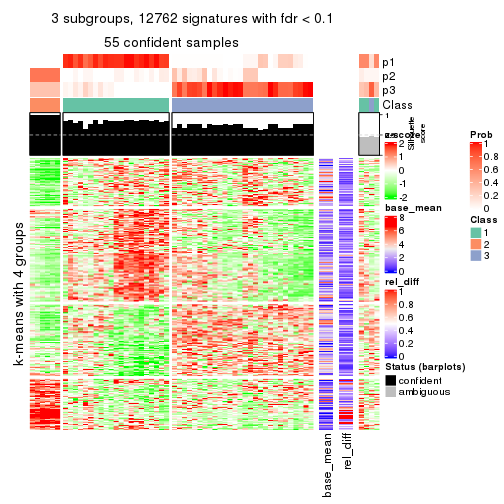 3 subgroups, 12762 signatures with fdr < 0.1
55 confident samples
p1
p2
p3
Class
1
0
Silhouette
score
z-score
2
1
0
-1
-2
base_mean
8
6
4
2
0
rel_diff
1
0.8
0.6
0.4
0.2
0
Prob
1
0.8
0.6
0.4
0.2
0
Class
1
2
3
Status (barplots)
confident
ambiguous
k-means with 4 groups
base_mean
rel_diff